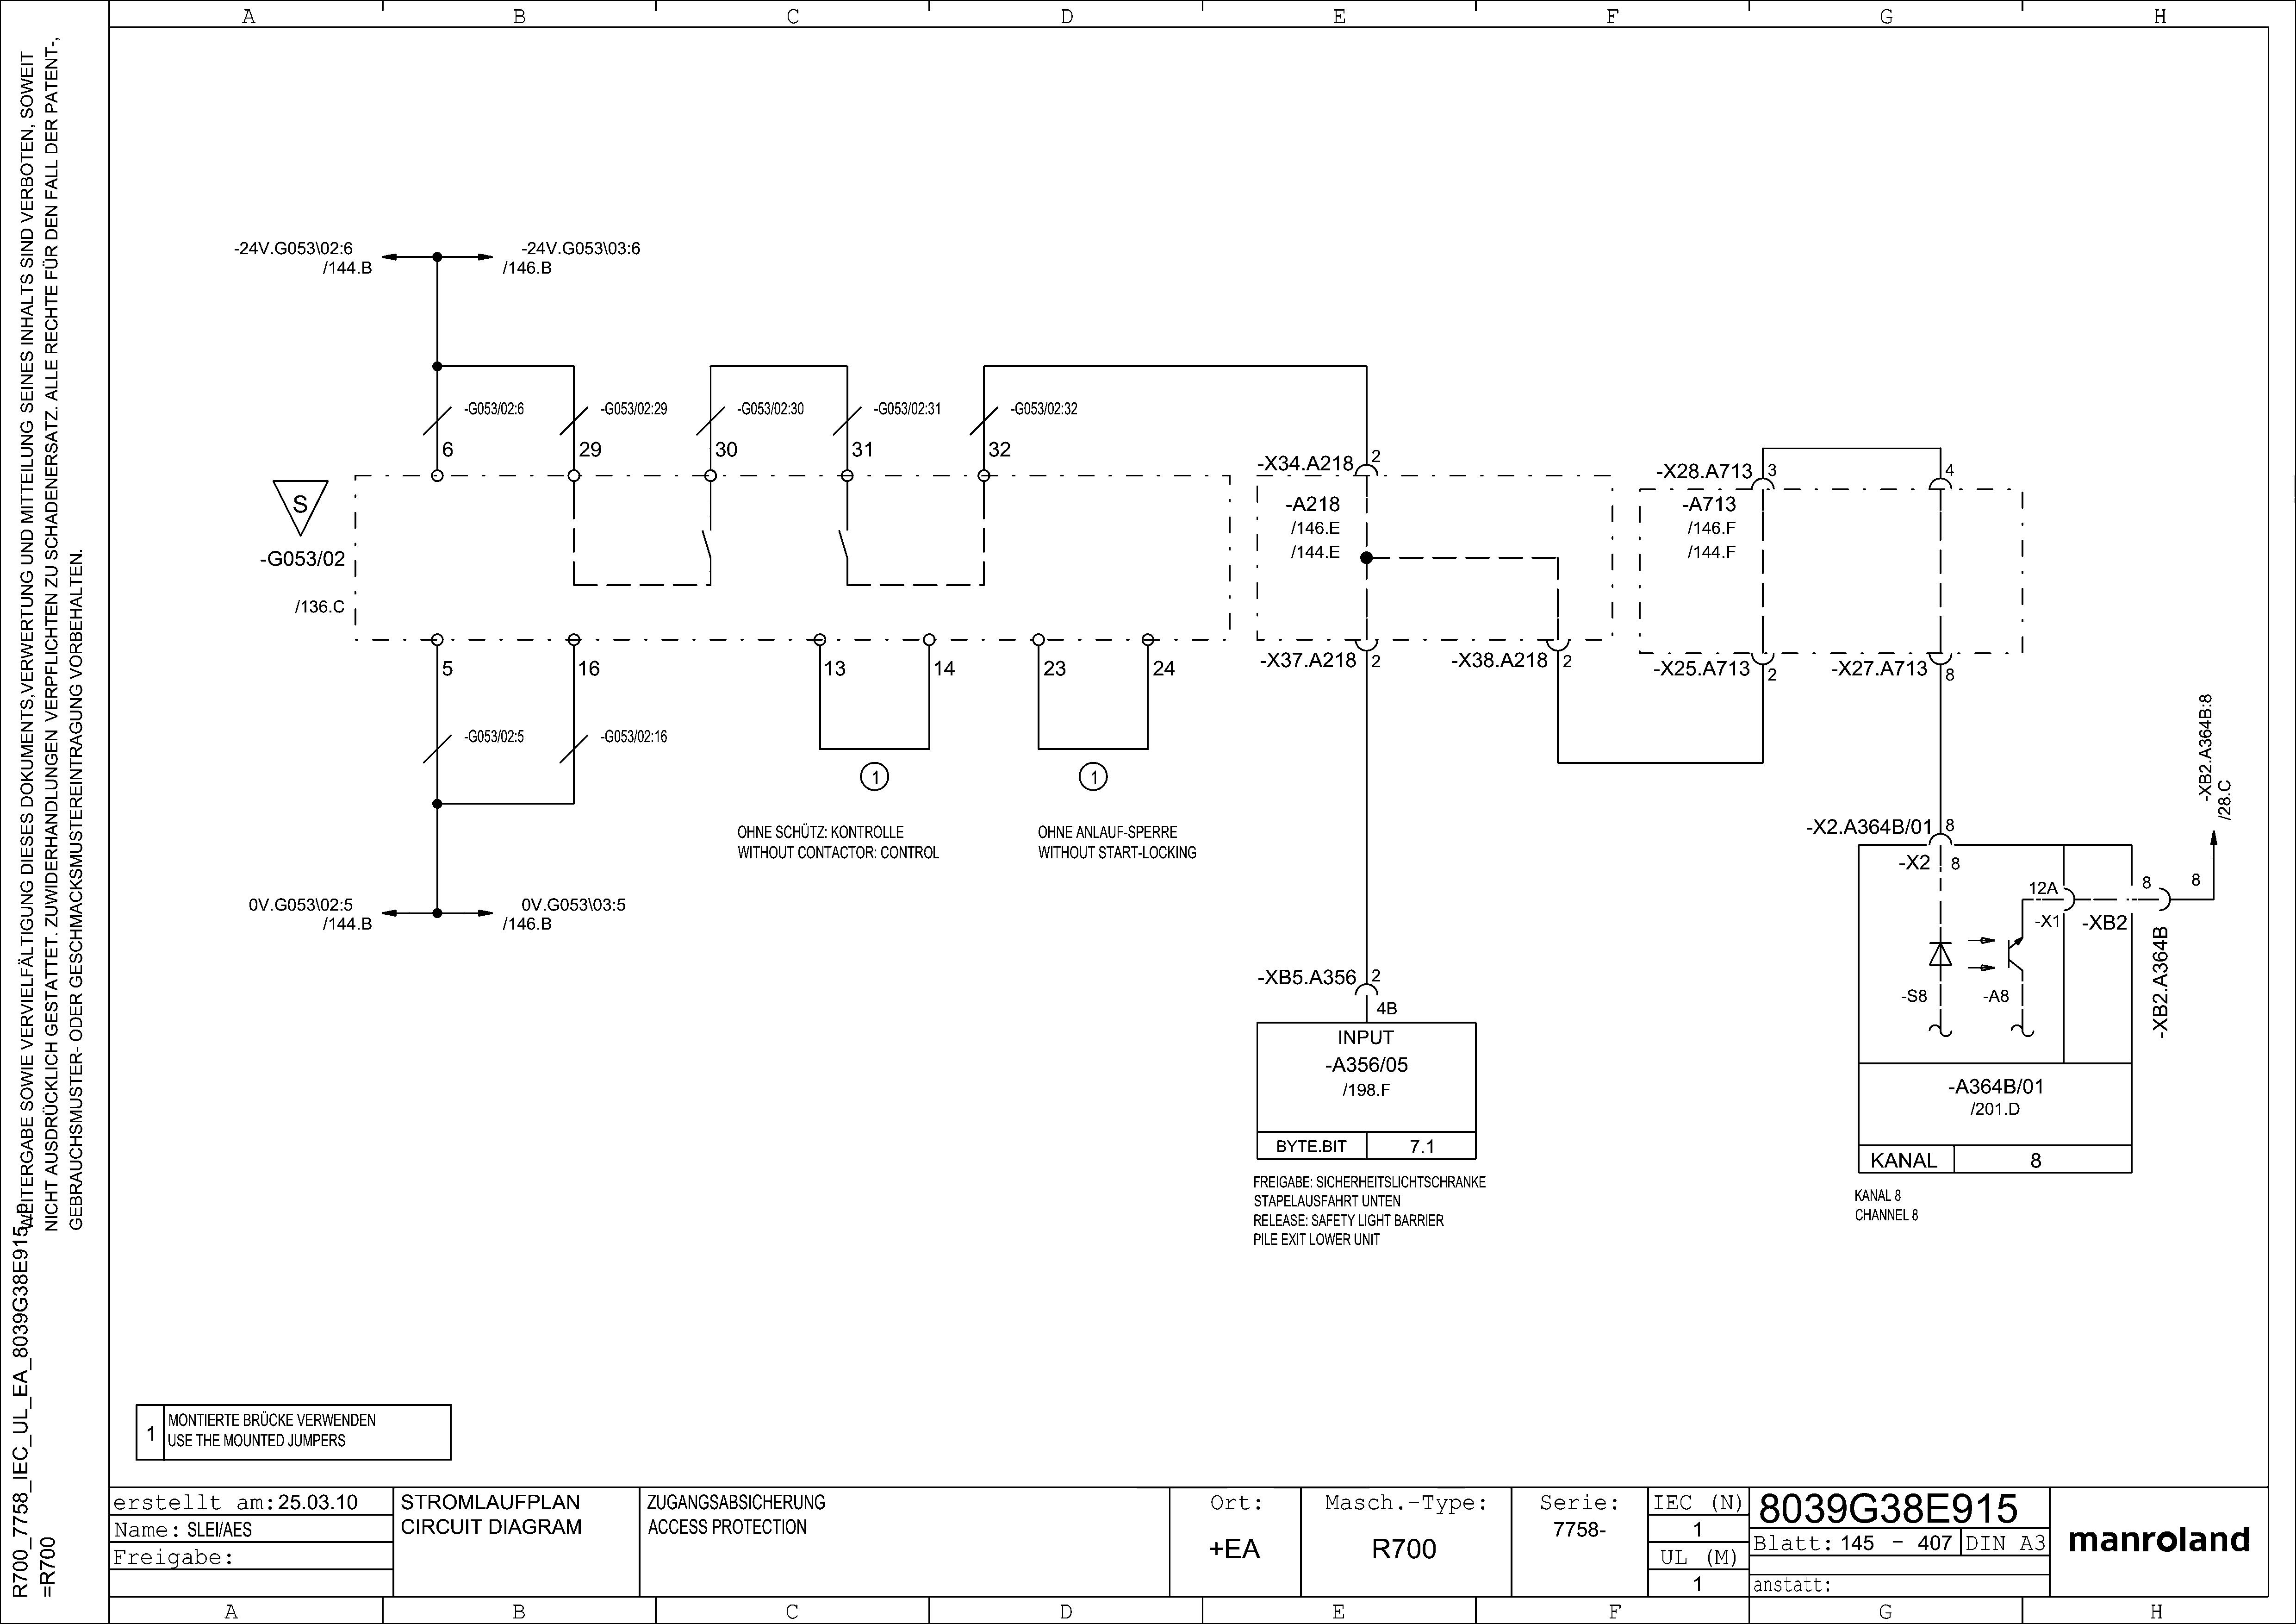 A B C D E F G H
WEITERGABE SOWIE VERVIELFÄLTIGUNG DIESES DOKUMENTS,VERWERTUNG UND MITTEILUNG SEINES INHALTS SIND VERBOTEN, SOWEIT
NICHT AUSDRÜCKLICH GESTATTET. ZUWIDERHANDLUNGEN VERPFLICHTEN ZU SCHADENERSATZ. ALLE RECHTE FÜR DEN FALL DER PATENT-,
GEBRAUCHSMUSTER- ODER GESCHMACKSMUSTEREINTRAGUNG VORBEHALTEN.
R700_7758_IEC_UL_EA_8039G38E915_0
=R700
-24V.G053\02:6
/144.B
-24V.G053\03:6
/146.B
-G053/02:6
-G053/02:29
-G053/02:30
-G053/02:31
-G053/02:32
6 29 30 31 32
S
-G053/02
/136.C
5 16 13 14 23 24
-G053/02:5
-G053/02:16
1
1
OHNE SCHÜTZ: KONTROLLE
WITHOUT CONTACTOR: CONTROL
OHNE ANLAUF-SPERRE
WITHOUT START-LOCKING
0V.G053\02:5
/144.B
0V.G053\03:5
/146.B
-X34.A218 2
-A218
/146.E
/144.E
-X37.A218 2
-X38.A218 2
-X28.A713 3
4
-A713
/146.F
/144.F
-X25.A713 2
-X27.A713 8
-XB5.A356 2
4B
INPUT
-A356/05
/198.F
BYTE.BIT 7.1
FREIGABE: SICHERHEITSLICHTSCHRANKE
STAPELAUSFAHRT UNTEN
RELEASE: SAFETY LIGHT BARRIER
PILE EXIT LOWER UNIT
-X2.A364B/01 8
-X2 8
12A
-X1
-XB2
8
8
-XB2.A364B:8
/28.C
-XB2.A364B
-S8
-A8
-A364B/01
/201.D
KANAL 8
KANAL 8
CHANNEL 8
1
MONTIERTE BRÜCKE VERWENDEN
USE THE MOUNTED JUMPERS
erstellt am: 25.03.10
Name: SLEI/AES
Freigabe:
STROMLAUFPLAN
CIRCUIT DIAGRAM
ZUGANGSABSICHERUNG
ACCESS PROTECTION
Ort:
+EA
Masch.-Type:
R700
Serie:
7758-
IEC (N)
1
UL (M)
1
8039G38E915
Blatt: 145 - 407 DIN A3
anstatt:
manroland
A B C D E F G H